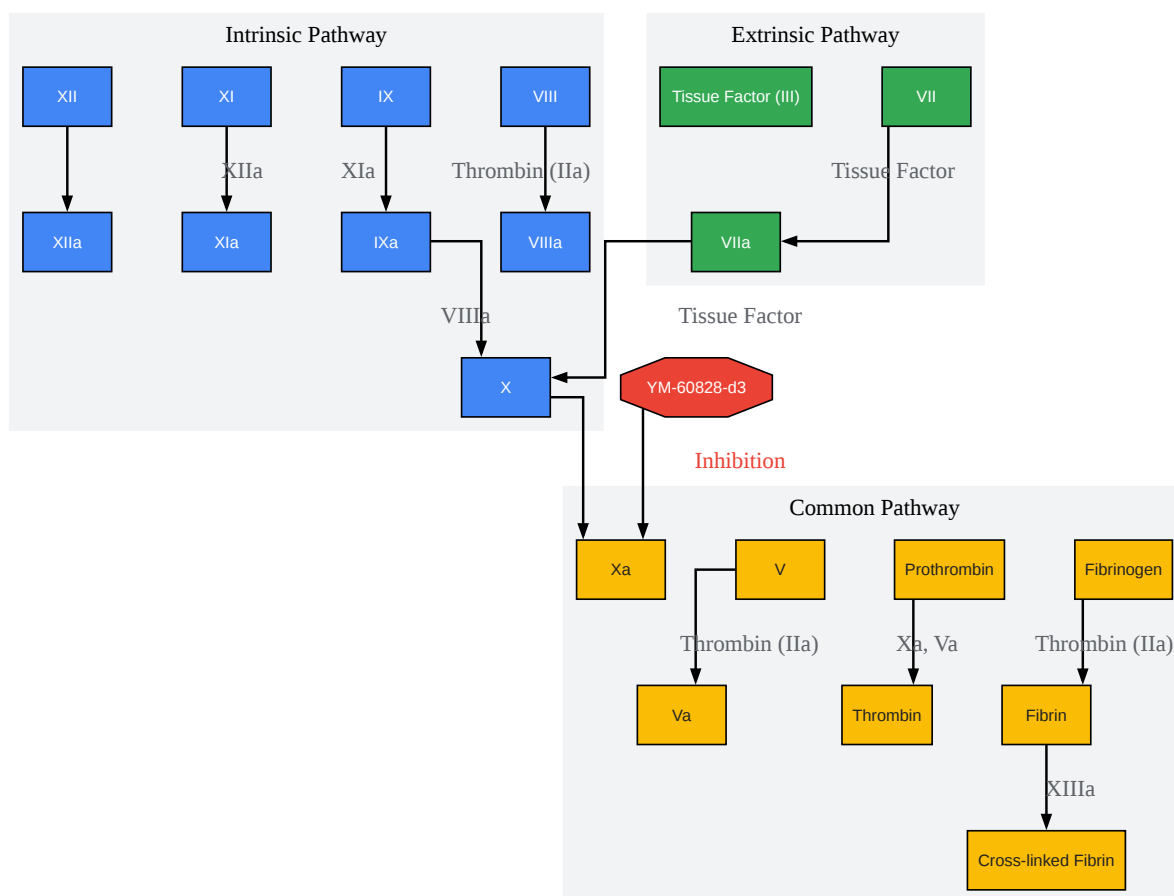 Intrinsic Pathway
Extrinsic Pathway
XII
XI
IX
VIII
Tissue Factor (III)
VII
XIIa
XIa
Thrombin (IIa)
Tissue Factor
XIIa
XIa
IXa
VIIIa
VIIa
VIIIa
Tissue Factor
X
YM-60828-d3
Inhibition
Common Pathway
Xa
V
Prothrombin
Fibrinogen
Thrombin (IIa)
Xa, Va
Thrombin (IIa)
Va
Thrombin
Fibrin
XIIIa
Cross-linked Fibrin